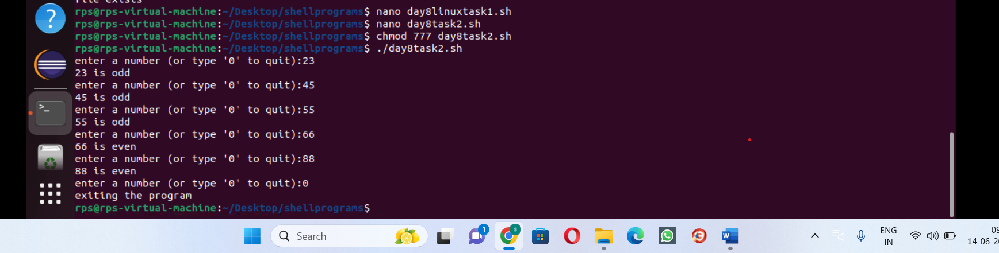 file exists
rps@rps-virtual-machine:~/Desktop/shellprograms$ nano day8linuxtask1.sh
rps@rps-virtual-machine:~/Desktop/shellprograms$ nano day8task2.sh
rps@rps-virtual-machine:~/Desktop/shellprograms$ chmod 777 day8task2.sh
rps@rps-virtual-machine:~/Desktop/shellprograms$ ./day8task2.sh
enter a number (or type '0' to quit):23
23 is odd
enter a number (or type '0' to quit):45
45 is odd
enter a number (or type '0' to quit):55
55 is odd
enter a number (or type '0' to quit):66
66 is even
enter a number (or type '0' to quit):88
88 is even
enter a number (or type '0' to quit):0
exiting the program
rps@rps-virtual-machine:~/Desktop/shellprograms$
?
>_
Search
1
S
W
ENG
IN
09
14-06-20